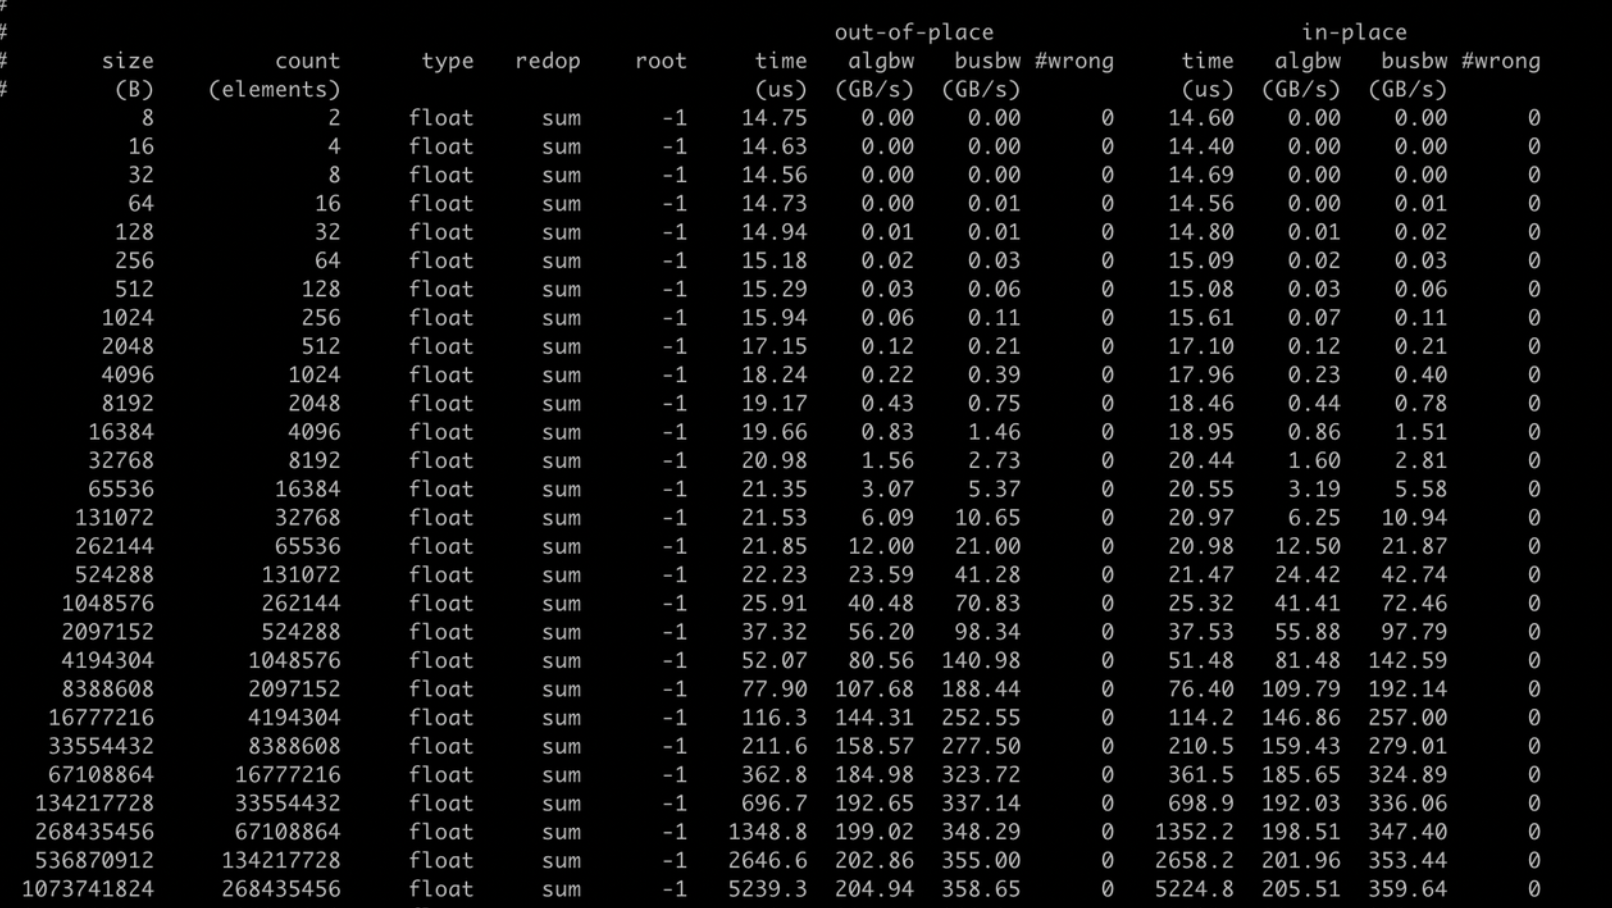 #
# out-of-place in-place
# size count type redop root time algbw busbw #wrong time algbw busbw #wrong
# (B) (elements) (us) (GB/s) (GB/s) (us) (GB/s) (GB/s)
8 2 float sum -1 14.75 0.00 0.00 0 14.60 0.00 0.00 0
16 4 float sum -1 14.63 0.00 0.00 0 14.40 0.00 0.00 0
32 8 float sum -1 14.56 0.00 0.00 0 14.69 0.00 0.00 0
64 16 float sum -1 14.73 0.00 0.01 0 14.56 0.00 0.01 0
128 32 float sum -1 14.94 0.01 0.01 0 14.80 0.01 0.02 0
256 64 float sum -1 15.18 0.02 0.03 0 15.09 0.02 0.03 0
512 128 float sum -1 15.29 0.03 0.06 0 15.08 0.03 0.06 0
1024 256 float sum -1 15.94 0.06 0.11 0 15.61 0.07 0.11 0
2048 512 float sum -1 17.15 0.12 0.21 0 17.10 0.12 0.21 0
4096 1024 float sum -1 18.24 0.22 0.39 0 17.96 0.23 0.40 0
8192 2048 float sum -1 19.17 0.43 0.75 0 18.46 0.44 0.78 0
16384 4096 float sum -1 19.66 0.83 1.46 0 18.95 0.86 1.51 0
32768 8192 float sum -1 20.98 1.56 2.73 0 20.44 1.60 2.81 0
65536 16384 float sum -1 21.35 3.07 5.37 0 20.55 3.19 5.58 0
131072 32768 float sum -1 21.53 6.09 10.65 0 20.97 6.25 10.94 0
262144 65536 float sum -1 21.85 12.00 21.00 0 20.98 12.50 21.87 0
524288 131072 float sum -1 22.23 23.59 41.28 0 21.47 24.42 42.74 0
1048576 262144 float sum -1 25.91 40.48 70.83 0 25.32 41.41 72.46 0
2097152 524288 float sum -1 37.32 56.20 98.34 0 37.53 55.88 97.79 0
4194304 1048576 float sum -1 52.07 80.56 140.98 0 51.48 81.48 142.59 0
8388608 2097152 float sum -1 77.90 107.68 188.44 0 76.40 109.79 192.14 0
16777216 4194304 float sum -1 116.3 144.31 252.55 0 114.2 146.86 257.00 0
33554432 8388608 float sum -1 211.6 158.57 277.50 0 210.5 159.43 279.01 0
67108864 16777216 float sum -1 362.8 184.98 323.72 0 361.5 185.65 324.89 0
134217728 33554432 float sum -1 696.7 192.65 337.14 0 698.9 192.03 336.06 0
268435456 67108864 float sum -1 1348.8 199.02 348.29 0 1352.2 198.51 347.40 0
536870912 134217728 float sum -1 2646.6 202.86 355.00 0 2658.2 201.96 353.44 0
1073741824 268435456 float sum -1 5239.3 204.94 358.65 0 5224.8 205.51 359.64 0